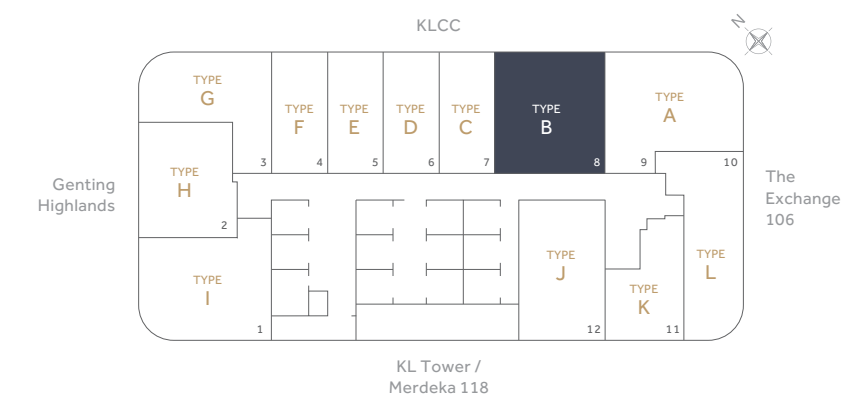 KLCC
N
TYPE
G
3
TYPE
F
4
TYPE
E
5
TYPE
D
6
TYPE
C
7
TYPE
B
8
TYPE
A
9
10
Genting
Highlands
TYPE
H
2
The
Exchange
106
TYPE
I
1
TYPE
J
12
TYPE
K
11
TYPE
L
KL Tower /
Merdeka 118